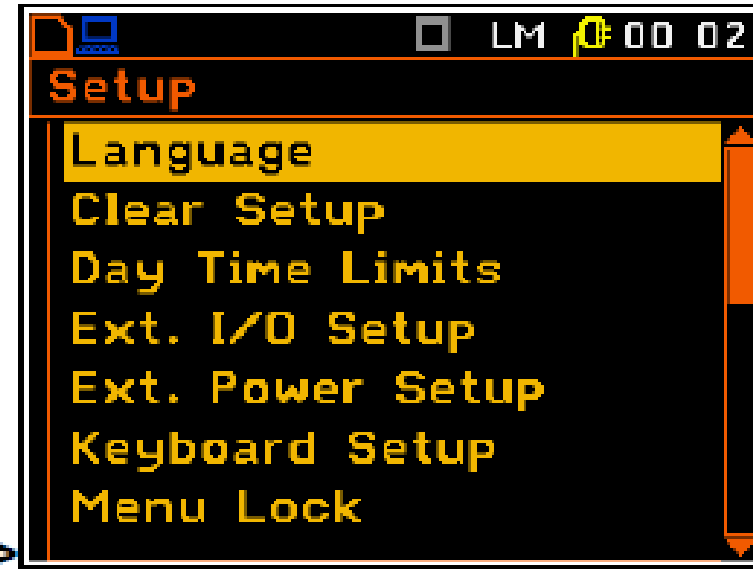 LM 00 02
Setup
Language
Clear Setup
Day Time Limits
Ext. I/O Setup
Ext. Power Setup
Keyboard Setup
Menu Lock
>